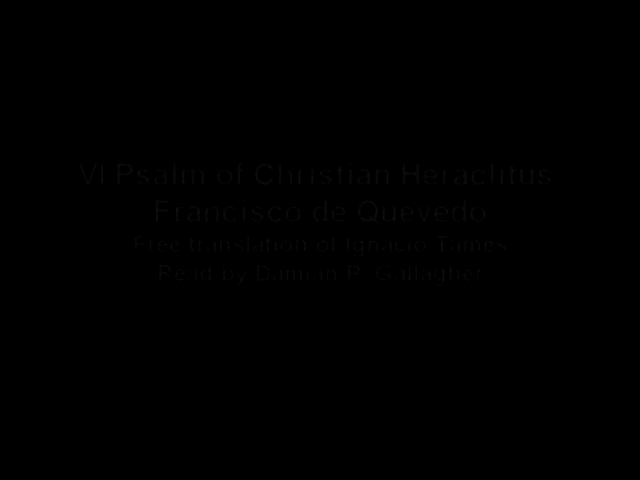 VI Psalm of Christian Heraclitus
Francisco de Quevedo
Free translation of Ignacio Tames
Read by Damian P. Gallagher